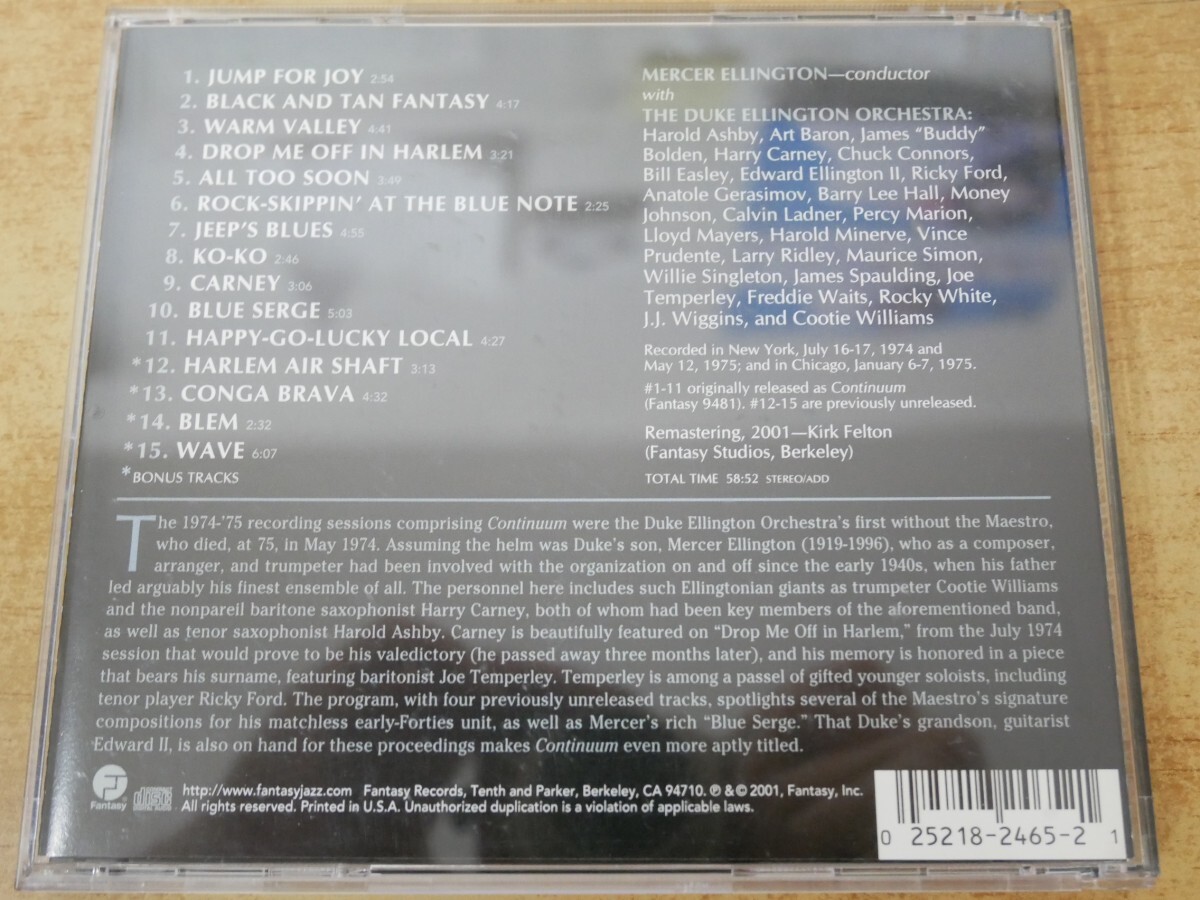 1. JUMP FOR JOY 2:54
2. BLACK AND TAN FANTASY 4:17
3. WARM VALLEY 4:41
4. DROP ME OFF IN HARLEM 3:21
5. ALL TOO SOON 3:49
6. ROCK-SKIPPIN' AT THE BLUE NOTE 2:25
7. JEEP'S BLUES 4:55
8. KO-KO 2:46
9. CARNEY 3:06
10. BLUE SERGE 5:03
11. HAPPY-GO-LUCKY LOCAL 4:27
*12. HARLEM AIR SHAFT 3:13
*13. CONGA BRAVA 4:32
*14. BLEM 2:32
*15. WAVE 6:07
*BONUS TRACKS
MERCER ELLINGTON—conductor
with
THE DUKE ELLINGTON ORCHESTRA:
Harold Ashby, Art Baron, James "Buddy"
Bolden, Harry Carney, Chuck Connors,
Bill Easley, Edward Ellington II, Ricky Ford,
Anatole Gerasimov, Barry Lee Hall, Money
Johnson, Calvin Ladner, Percy Marion,
Lloyd Mayers, Harold Minerve, Vince
Prudente, Larry Ridley, Maurice Simon,
Willie Singleton, James Spaulding, Joe
Temperley, Freddie Waits, Rocky White,
J.J. Wiggins, and Cootie Williams
Recorded in New York, July 16-17, 1974 and
May 12, 1975; and in Chicago, January 6-7, 1975.
#1-11 originally released as Continuum
(Fantasy 9481). #12-15 are previously unreleased.
Remastering, 2001—Kirk Felton
(Fantasy Studios, Berkeley)
TOTAL TIME 58:52 STEREO/ADD
The 1974-'75 recording sessions comprising Continuum were the Duke Ellington Orchestra's first without the Maestro,
who died, at 75, in May 1974. Assuming the helm was Duke's son, Mercer Ellington (1919-1996), who as a composer,
arranger, and trumpeter had been involved with the organization on and off since the early 1940s, when his father
led arguably his finest ensemble of all. The personnel here includes such Ellingtonian giants as trumpeter Cootie Williams
and the nonpareil baritone saxophonist Harry Carney, both of whom had been key members of the aforementioned band,
as well as tenor saxophonist Harold Ashby. Carney is beautifully featured on "Drop Me Off in Harlem," from the July 1974
session that would prove to be his valedictory (he passed away three months later), and his memory is honored in a piece
that bears his surname, featuring baritonist Joe Temperley. Temperley is among a passel of gifted younger soloists, including
tenor player Ricky Ford. The program, with four previously unreleased tracks, spotlights several of the Maestro's signature
compositions for his matchless early-Forties unit, as well as Mercer's rich "Blue Serge." That Duke's grandson, guitarist
Edward II, is also on hand for these proceedings makes Continuum even more aptly titled.
Fantasy
http://www.fantasyjazz.com Fantasy Records, Tenth and Parker, Berkeley, CA 94710. ℗ & © 2001, Fantasy, Inc.
All rights reserved. Printed in U.S.A. Unauthorized duplication is a violation of applicable laws.
0 25218-2465-2 1